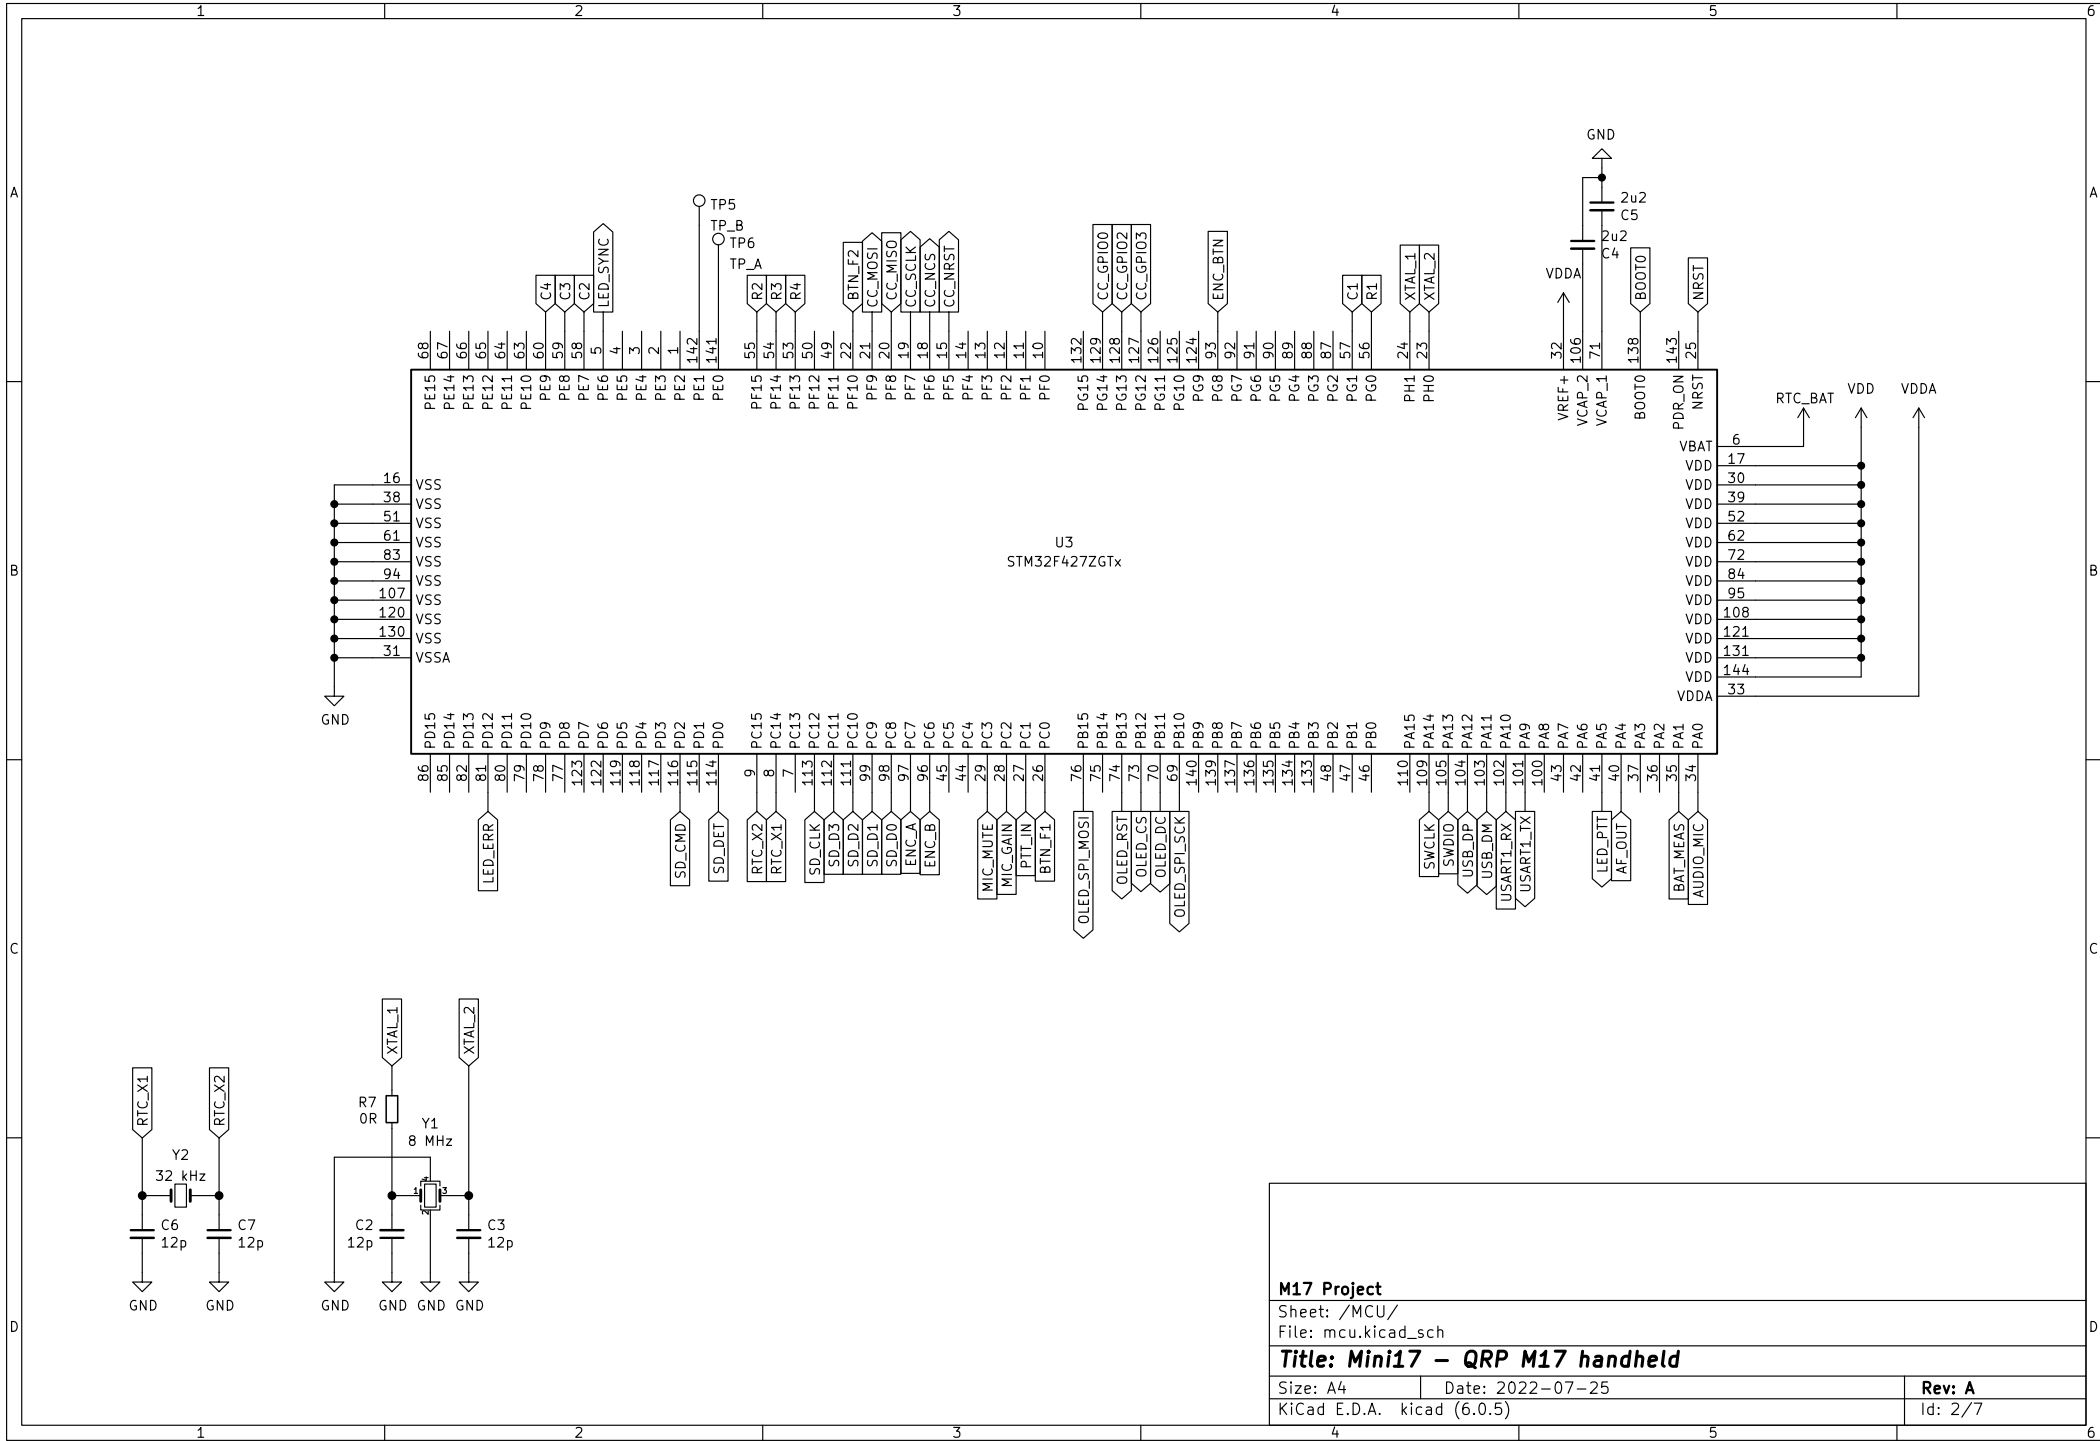 1 2 3 4 5 6
A
B
C
D
A
B
C
D
GND
2u2
C5
2u2
C4
VDDA
TP5
TP_B
TP6
TP_A
C4
C3
C2
LED_SYNC
R2
R3
R4
BTN_F2
CC_MOSI
CC_MISO
CC_SCLK
CC_NCS
CC_NRST
CC_GPIO0
CC_GPIO2
CC_GPIO3
ENC_BTN
C1
R1
XTAL_1
XTAL_2
BOOT0
NRST
68 67 66 65 64 63 60 59 58 5 4 3 2 1 142 141
55 54 53 50 49 22 21 20 19 18 15 14 13 12 11 10
132 129 128 127 126 125 124 93 92 91 90 89 88 87 57 56
24 23
32 106 71 138 143 25
PE15 PE14 PE13 PE12 PE11 PE10 PE9 PE8 PE7 PE6 PE5 PE4 PE3 PE2 PE1 PE0
PF15 PF14 PF13 PF12 PF11 PF10 PF9 PF8 PF7 PF6 PF5 PF4 PF3 PF2 PF1 PF0
PG15 PG14 PG13 PG12 PG11 PG10 PG9 PG8 PG7 PG6 PG5 PG4 PG3 PG2 PG1 PG0
PH1 PH0
VREF+ VCAP_2 VCAP_1 BOOT0 PDR_ON NRST
RTC_BAT VDD VDDA
16 VSS
38 VSS
51 VSS
61 VSS
83 VSS
94 VSS
107 VSS
120 VSS
130 VSS
31 VSSA
GND
U3
STM32F427ZGTx
VBAT 6
VDD 17
VDD 30
VDD 39
VDD 52
VDD 62
VDD 72
VDD 84
VDD 95
VDD 108
VDD 121
VDD 131
VDD 144
VDDA 33
PD15 PD14 PD13 PD12 PD11 PD10 PD9 PD8 PD7 PD6 PD5 PD4 PD3 PD2 PD1 PD0
PC15 PC14 PC13 PC12 PC11 PC10 PC9 PC8 PC7 PC6 PC5 PC4 PC3 PC2 PC1 PC0
PB15 PB14 PB13 PB12 PB11 PB10 PB9 PB8 PB7 PB6 PB5 PB4 PB3 PB2 PB1 PB0
PA15 PA14 PA13 PA12 PA11 PA10 PA9 PA8 PA7 PA6 PA5 PA4 PA3 PA2 PA1 PA0
86 85 82 81 80 79 78 77 123 122 119 118 117 116 115 114
9 8 7 113 112 111 99 98 97 96 45 44 29 28 27 26
76 75 74 73 70 69 140 139 137 136 135 134 133 48 47 46
110 109 105 104 103 102 101 100 43 42 41 40 37 36 35 34
LED_ERR
SD_CMD
SD_DET
RTC_X2
RTC_X1
SD_CLK
SD_D3
SD_D2
SD_D1
SD_D0
ENC_A
ENC_B
MIC_MUTE
MIC_GAIN
PTT_IN
BTN_F1
OLED_SPI_MOSI
OLED_RST
OLED_CS
OLED_DC
OLED_SPI_SCK
SWCLK
SWDIO
USB_DP
USB_DM
USART1_RX
USART1_TX
LED_PTT
AF_OUT
BAT_MEAS
AUDIO_MIC
RTC_X1
RTC_X2
Y2
32 kHz
C6
12p
C7
12p
GND GND
XTAL_1
XTAL_2
R7
0R
Y1
8 MHz
1 2 3 4
C2
12p
C3
12p
GND GND GND GND
M17 Project
Sheet: /MCU/
File: mcu.kicad_sch
Title: Mini17 – QRP M17 handheld
Size: A4 Date: 2022-07-25 Rev: A
KiCad E.D.A. kicad (6.0.5) Id: 2/7
1 2 3 4 5 6